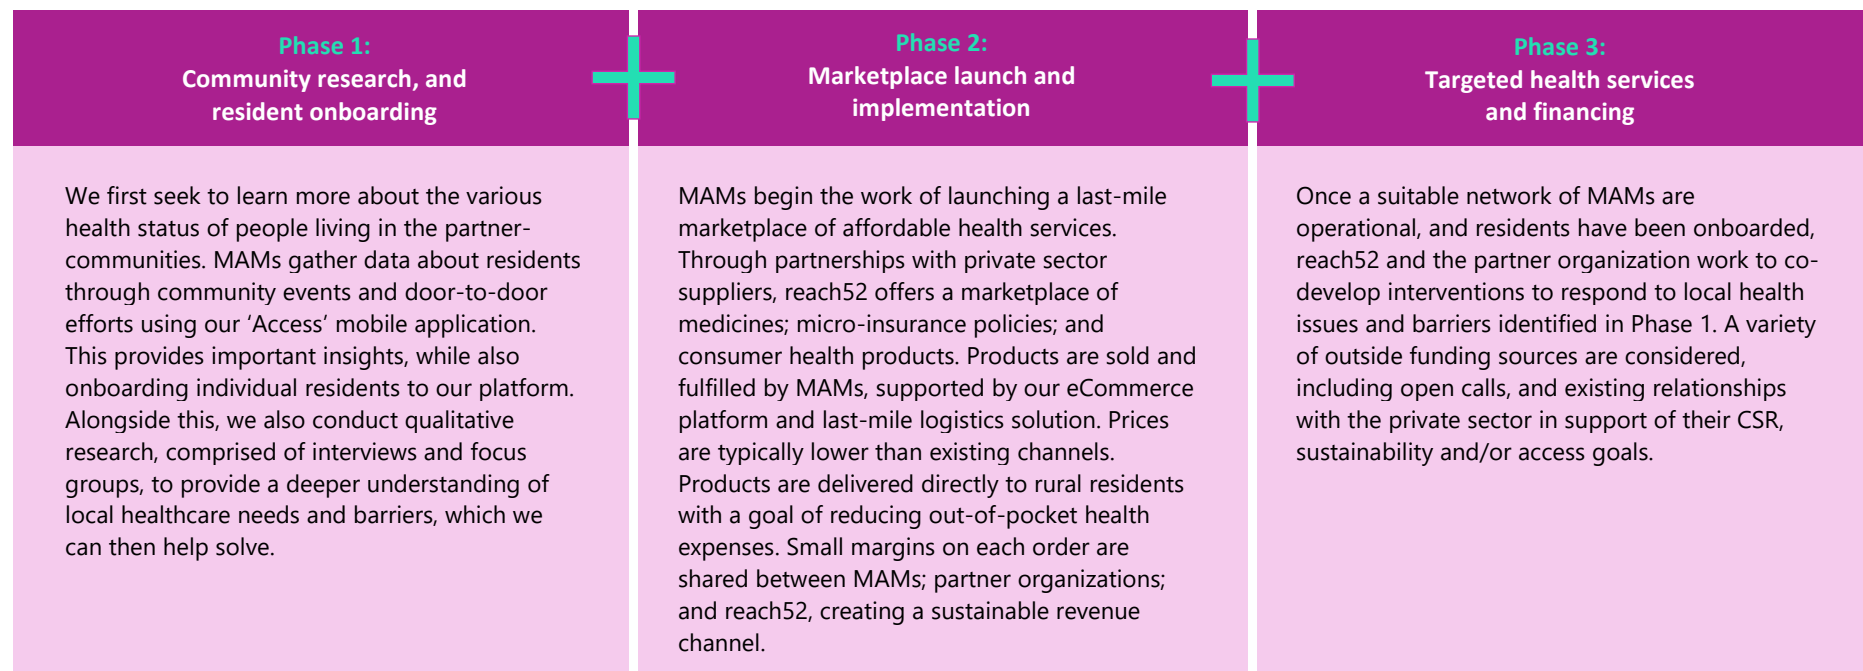 Phase 1:
Community research, and
resident onboarding
We first seek to learn more about the various
health status of people living in the partner-
communities. MAMs gather data about residents
through community events and door-to-door
efforts using our ‘Access’ mobile application.
This provides important insights, while also
onboarding individual residents to our platform.
Alongside this, we also conduct qualitative
research, comprised of interviews and focus
groups, to provide a deeper understanding of
local healthcare needs and barriers, which we
can then help solve.
Phase 2:
Marketplace launch and
implementation
MAMs begin the work of launching a last-mile
marketplace of affordable health services.
Through partnerships with private sector
suppliers, reach52 offers a marketplace of
medicines; micro-insurance policies; and
consumer health products. Products are sold and
fulfilled by MAMs, supported by our eCommerce
platform and last-mile logistics solution. Prices
are typically lower than existing channels.
Products are delivered directly to rural residents
with a goal of reducing out-of-pocket health
expenses. Small margins on each order are
shared between MAMs; partner organizations;
and reach52, creating a sustainable revenue
channel.
Phase 3:
Targeted health services
and financing
Once a suitable network of MAMs are
operational, and residents have been onboarded,
reach52 and the partner organization work to co-
develop interventions to respond to local health
issues and barriers identified in Phase 1. A variety
of outside funding sources are considered,
including open calls, and existing relationships
with the private sector in support of their CSR,
sustainability and/or access goals.